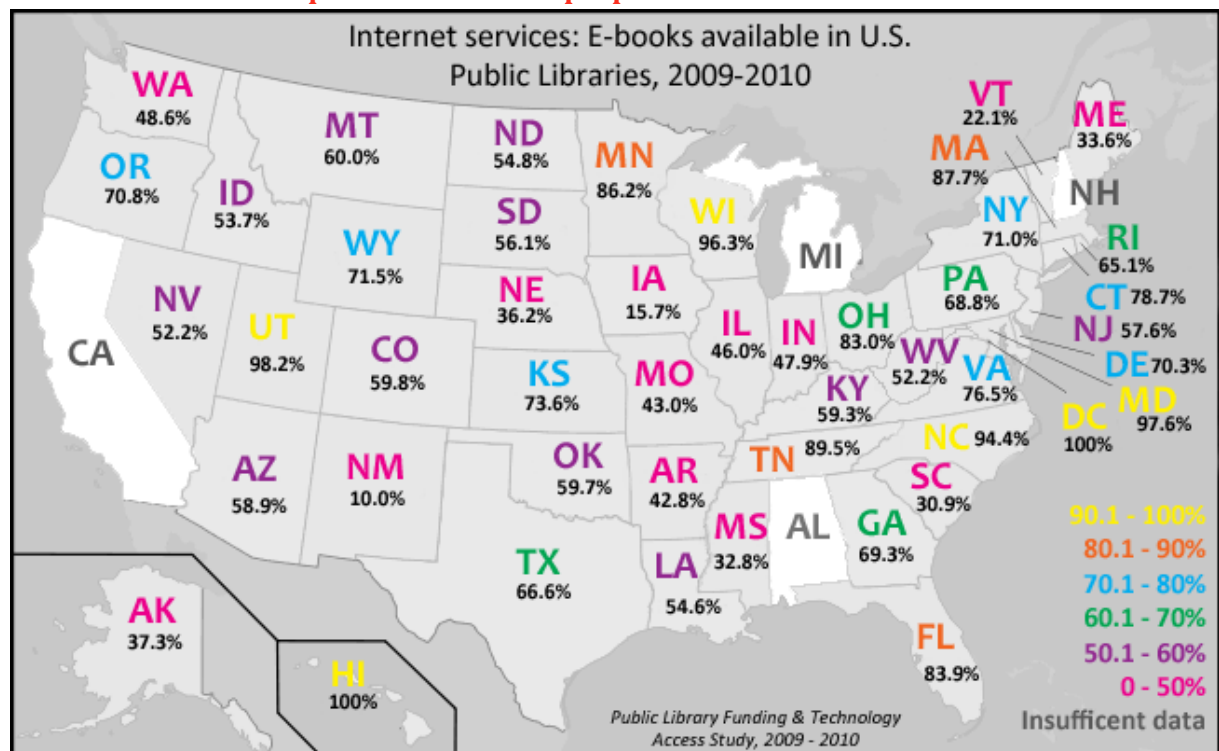 Internet services: E-books available in U.S.
Public Libraries, 2009-2010
WA
48.6%
MT
60.0%
ND
54.8%
MN
86.2%
VT
22.1%
ME
33.6%
MA
87.7%
NH
OR
70.8%
ID
53.7%
SD
56.1%
WI
96.3%
NY
71.0%
RI
65.1%
WY
71.5%
MI
PA
68.8%
NE
36.2%
IA
15.7%
CT 78.7%
NJ 57.6%
NV
52.2%
UT
98.2%
IL
46.0%
IN
47.9%
OH
83.0%
WV
52.2%
DE 70.3%
VA
76.5%
CA
CO
59.8%
KS
73.6%
MO
43.0%
KY
59.3%
MD
97.6%
DC
100%
NC 94.4%
TN 89.5%
AZ
58.9%
NM
10.0%
OK
59.7%
AR
42.8%
SC
30.9%
MS
32.8%
AL
GA
69.3%
TX
66.6%
LA
54.6%
AK
37.3%
HI
100%
FL
83.9%
90.1 - 100%
80.1 - 90%
70.1 - 80%
60.1 - 70%
50.1 - 60%
0 - 50%
Insufficent data
Public Library Funding & Technology
Access Study, 2009 - 2010